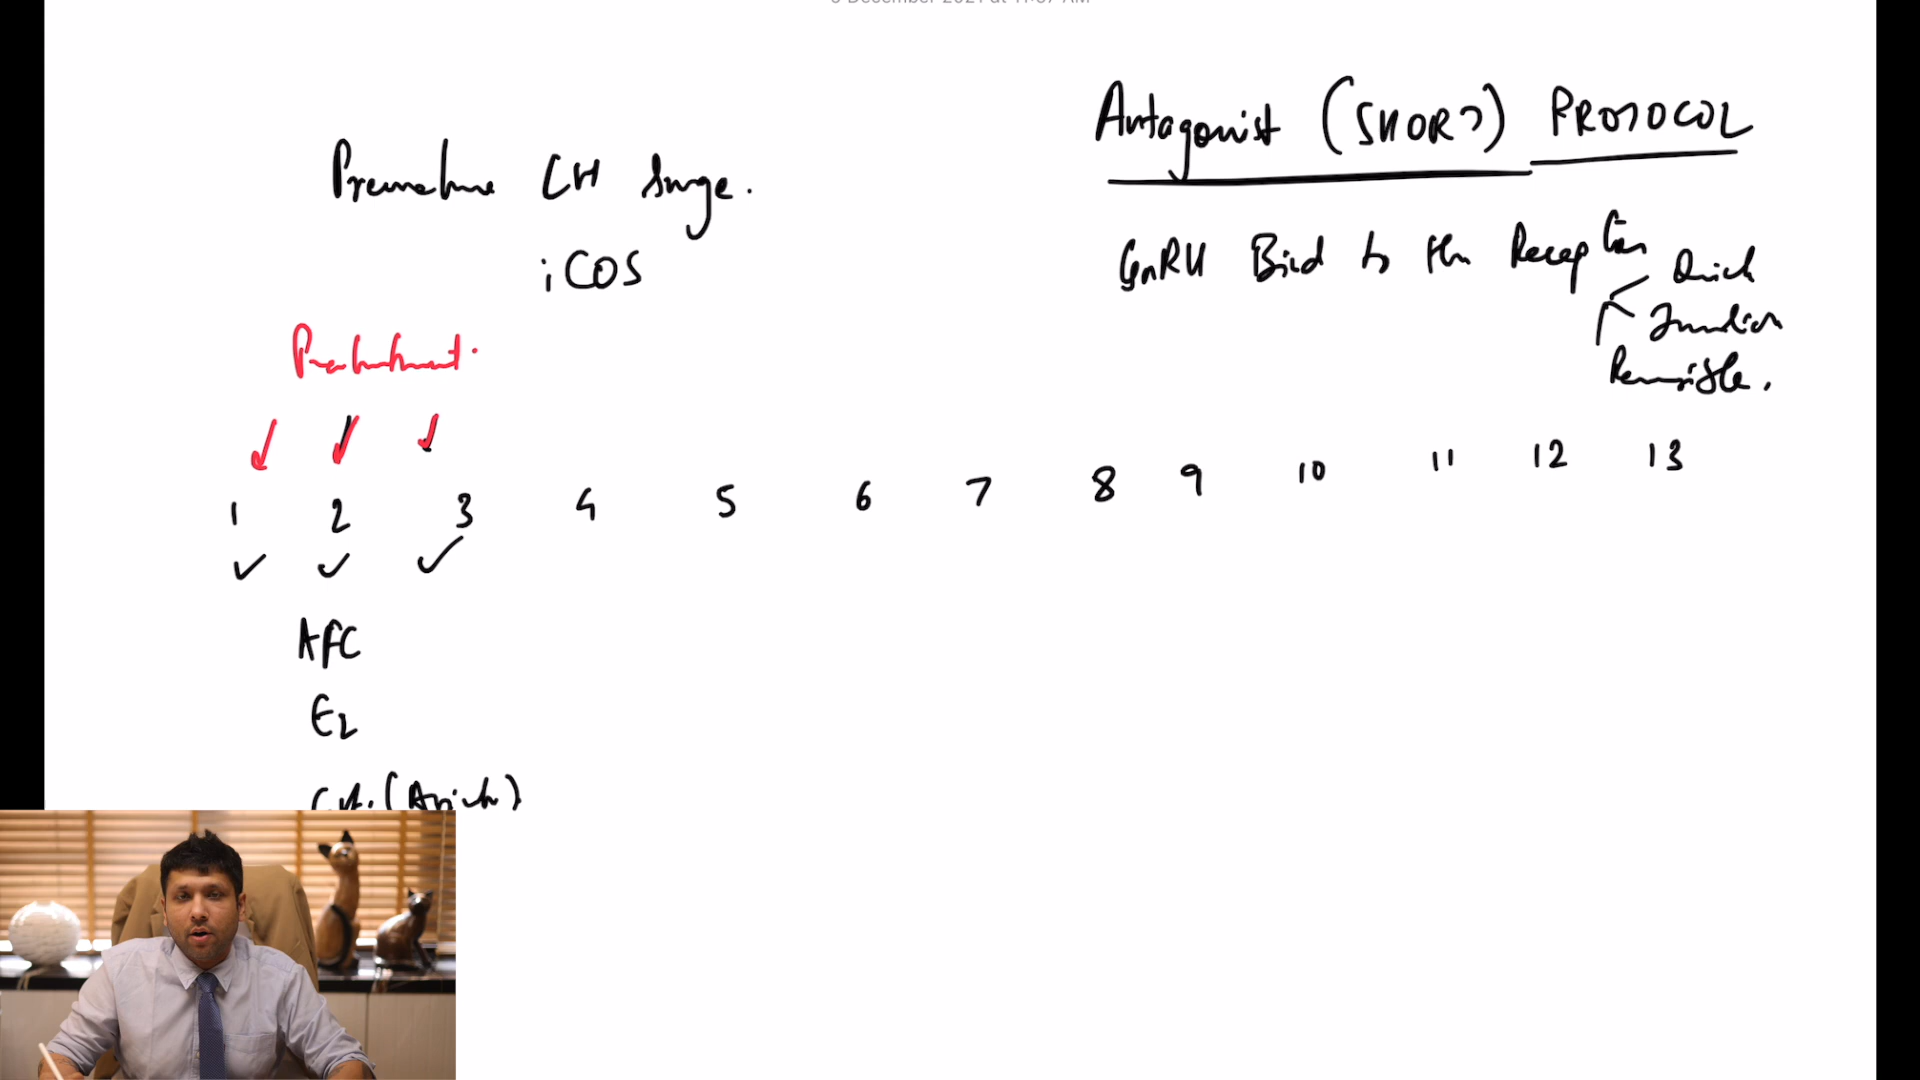 Antagonist (SHORT) PROTOCOL
Premature LH Surge.
GnRH Bind to the Receptors
Quick
iCOS
Reversible.
Pretreatment.
1 2 3 4 5 6 7 8 9 10 11 12 13
AFC
E2